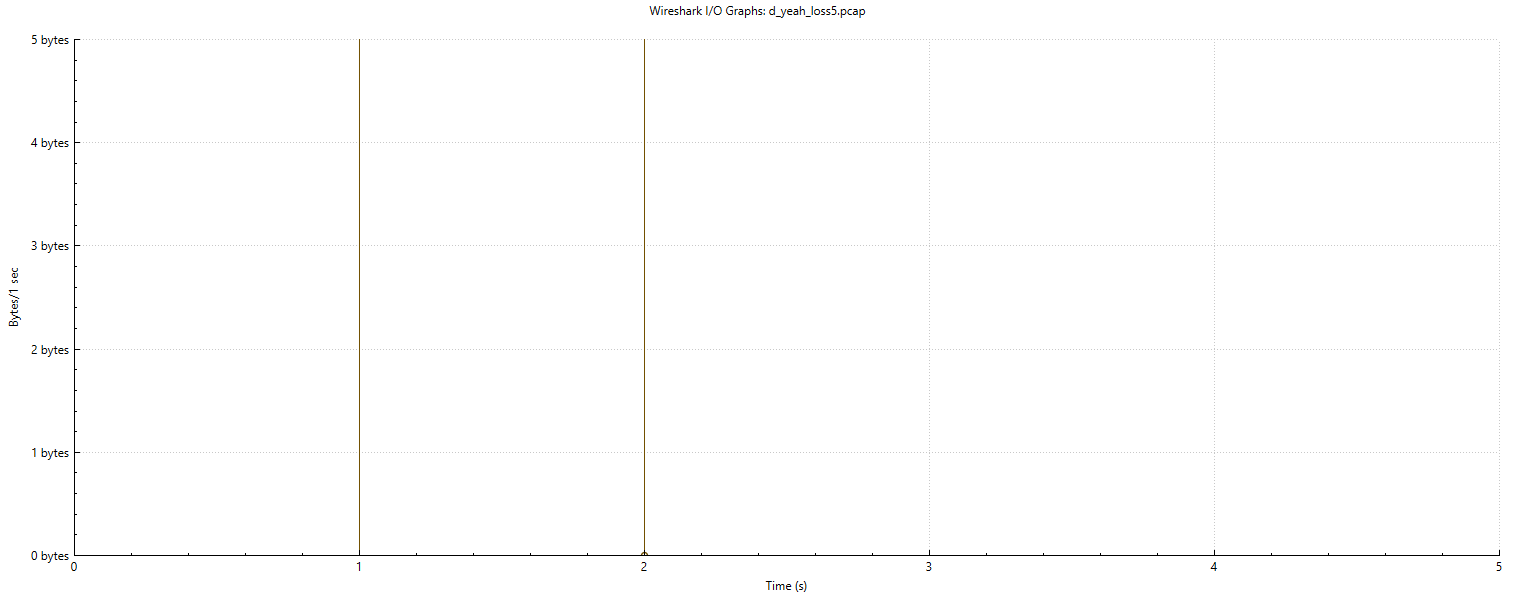 Wireshark I/O Graphs: d_yeah_loss5.pcap
5 bytes
4 bytes
3 bytes
2 bytes
1 bytes
0 bytes
Bytes/1 sec
0 1 2 3 4 5
Time (s)